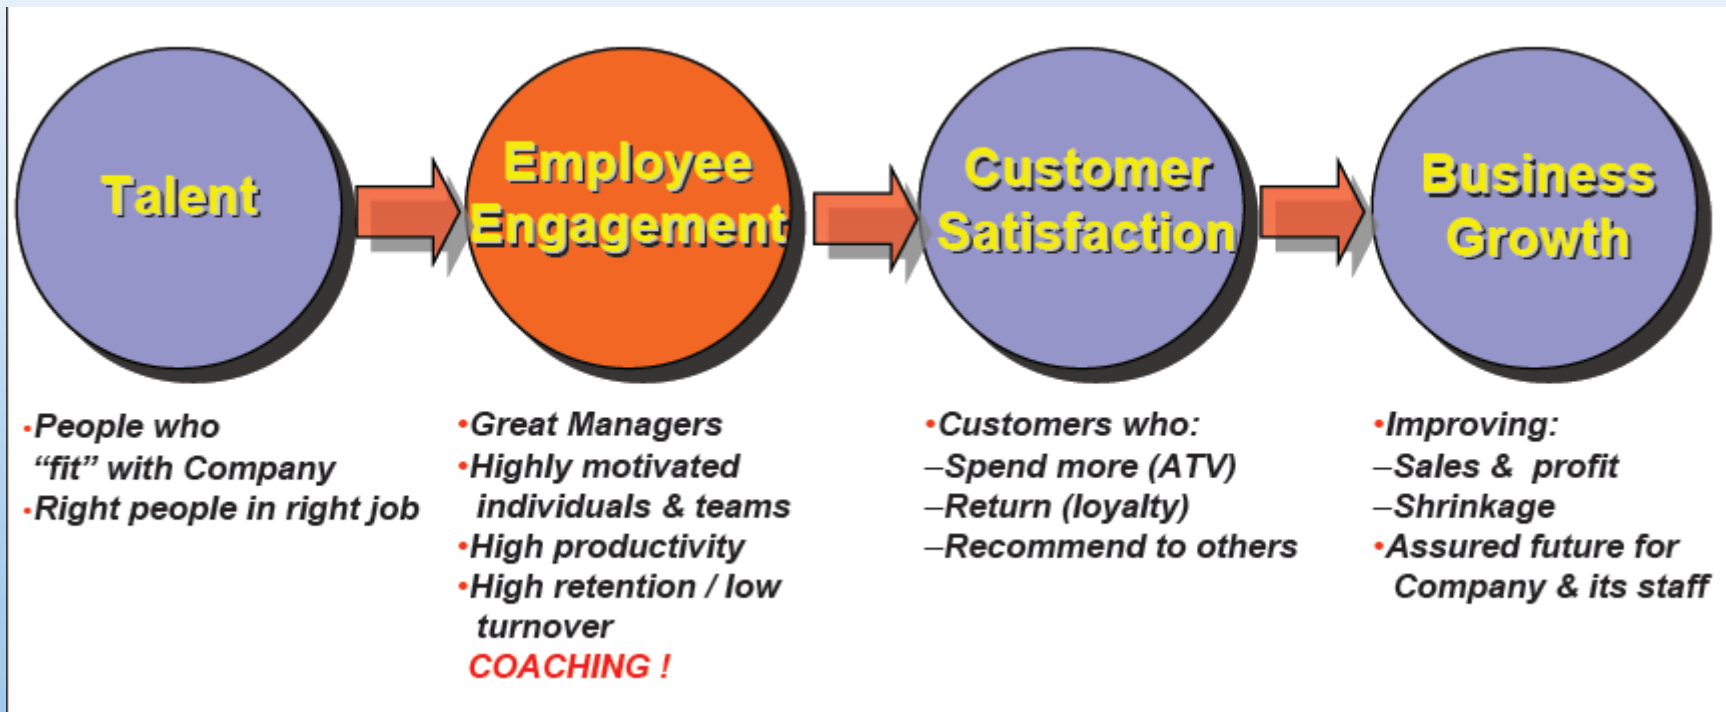 Talent
Employee
Engagement
Customer
Satisfaction
Business
Growth
•People who
“fit” with Company
•Right people in right job
•Great Managers
•Highly motivated
individuals & teams
•High productivity
•High retention / low
turnover
COACHING !
•Customers who:
–Spend more (ATV)
–Return (loyalty)
–Recommend to others
•Improving:
–Sales & profit
–Shrinkage
•Assured future for
Company & its staff